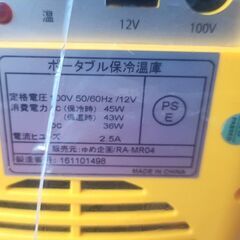 温
12V
100V
ポータブル保冷温庫
定格電圧:100V 50/60Hz /12V
消費電力:AC (保冷時) 45W
(保温時) 43W
DC 36W
電流ヒューズ 2.5A
販売元:ゆめ企画/RA-MR04
製造番号:161101498
MADE IN CHINA
PS
E